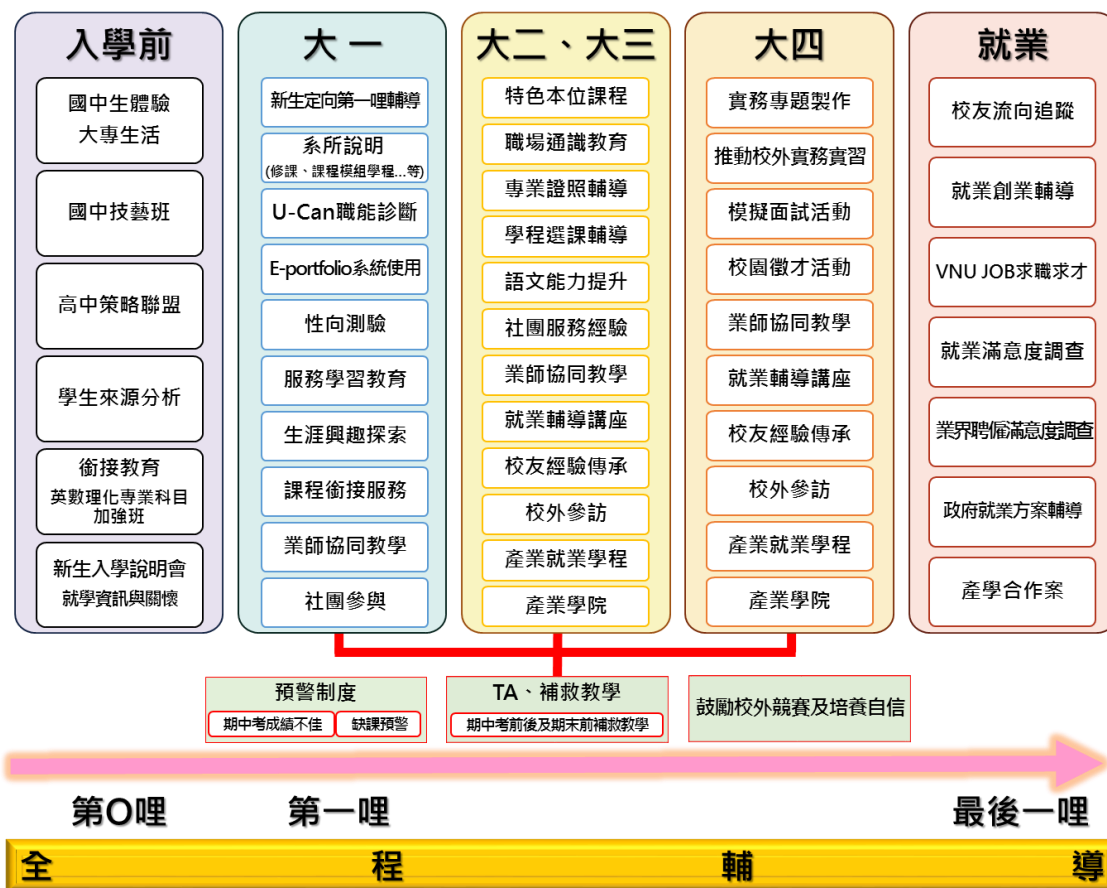 入學前
國中生體驗
大專生活
國中技藝班
高中策略聯盟
學生來源分析
銜接教育
英數理化專業科目
加強班
新生入學說明會
就學資訊與關懷
大一
新生定向第一哩輔導
系所說明
(修課、課程模組學程...等)
U-Can職能診斷
E-portfolio系統使用
性向測驗
服務學習教育
生涯興趣探索
課程銜接服務
業師協同教學
社團參與
大二、大三
特色本位課程
職場通識教育
專業證照輔導
學程選課輔導
語文能力提升
社團服務經驗
業師協同教學
就業輔導講座
校友經驗傳承
校外參訪
產業就業學程
產業學院
大四
實務專題製作
推動校外實務實習
模擬面試活動
校園徵才活動
業師協同教學
就業輔導講座
校友經驗傳承
校外參訪
產業就業學程
產業學院
就業
校友流向追蹤
就業創業輔導
VNU JOB求職求才
就業滿意度調查
業界聘僱滿意度調查
政府就業方案輔導
產學合作案
預警制度
期中考成績不佳
缺課預警
TA、補救教學
期中考前後及期末前補救教學
鼓勵校外競賽及培養自信
第O哩
第一哩
最後一哩
全程輔導